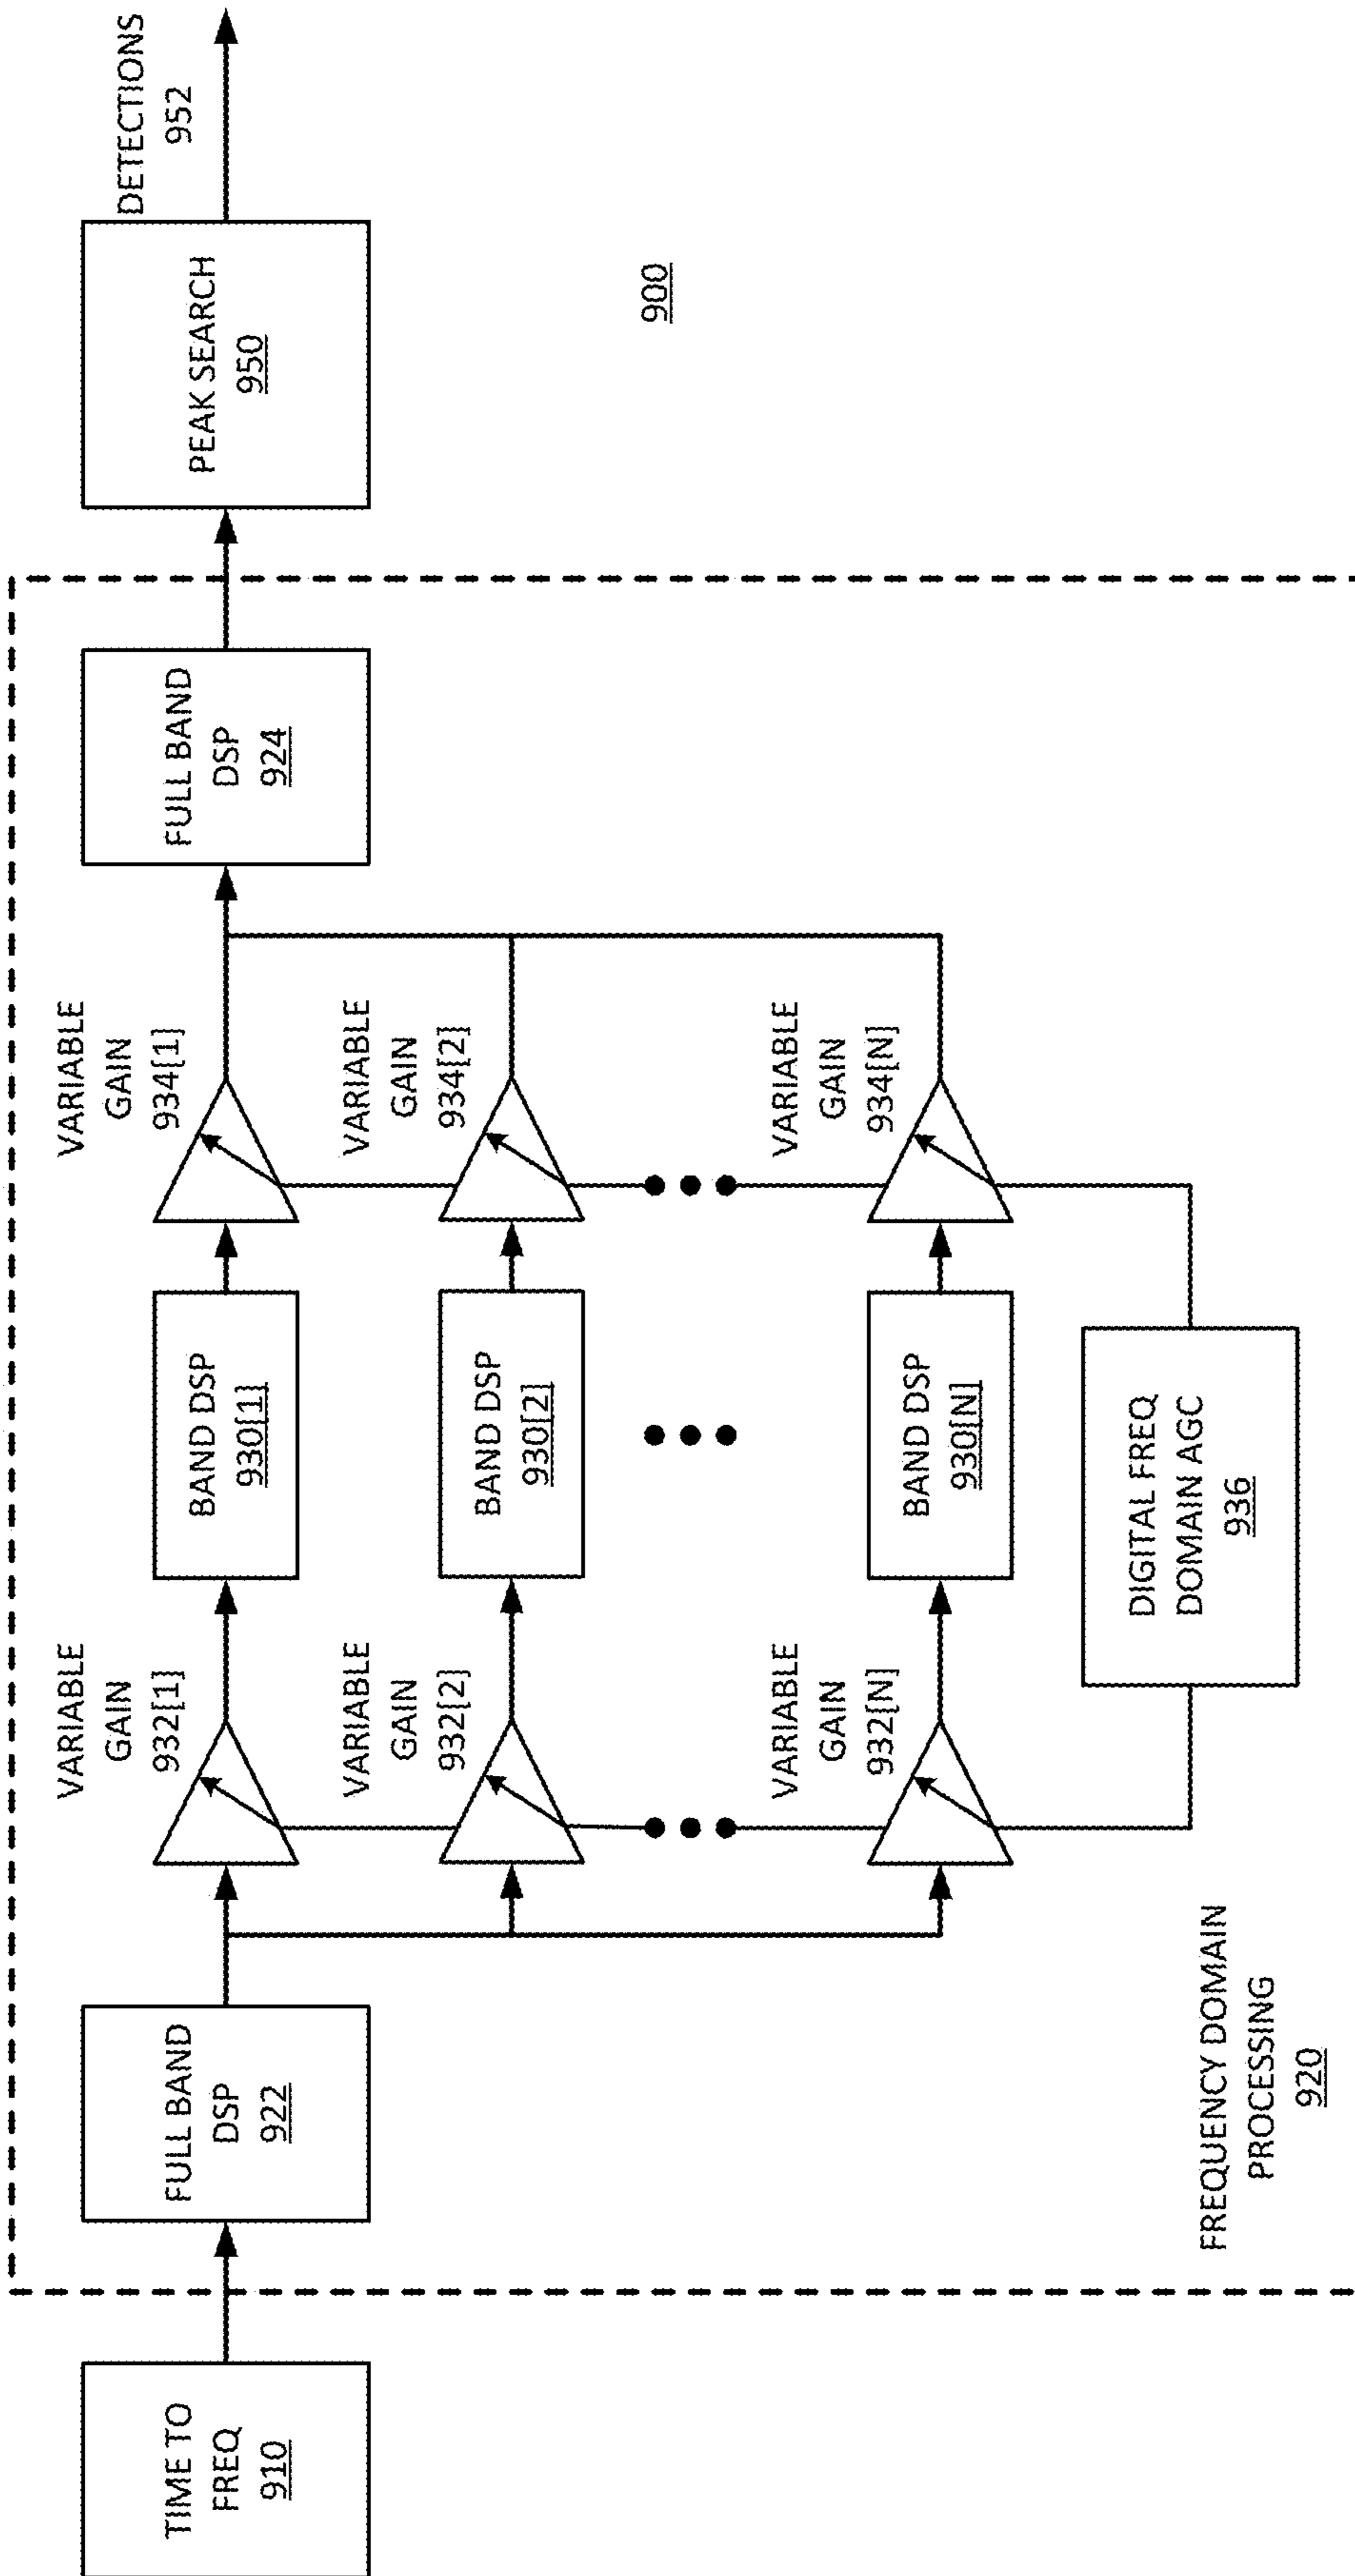 TIME TO
FREQ
910
FULL BAND
DSP
922
VARIABLE
GAIN
932[1]
BAND DSP
930[1]
VARIABLE
GAIN
934[1]
FULL BAND
DSP
924
PEAK SEARCH
950
DETECTIONS
952
VARIABLE
GAIN
932[2]
BAND DSP
930[2]
VARIABLE
GAIN
934[2]
VARIABLE
GAIN
932[N]
BAND DSP
930[N]
VARIABLE
GAIN
934[N]
900
DIGITAL FREQ
DOMAIN AGC
936
FREQUENCY DOMAIN
PROCESSING
920